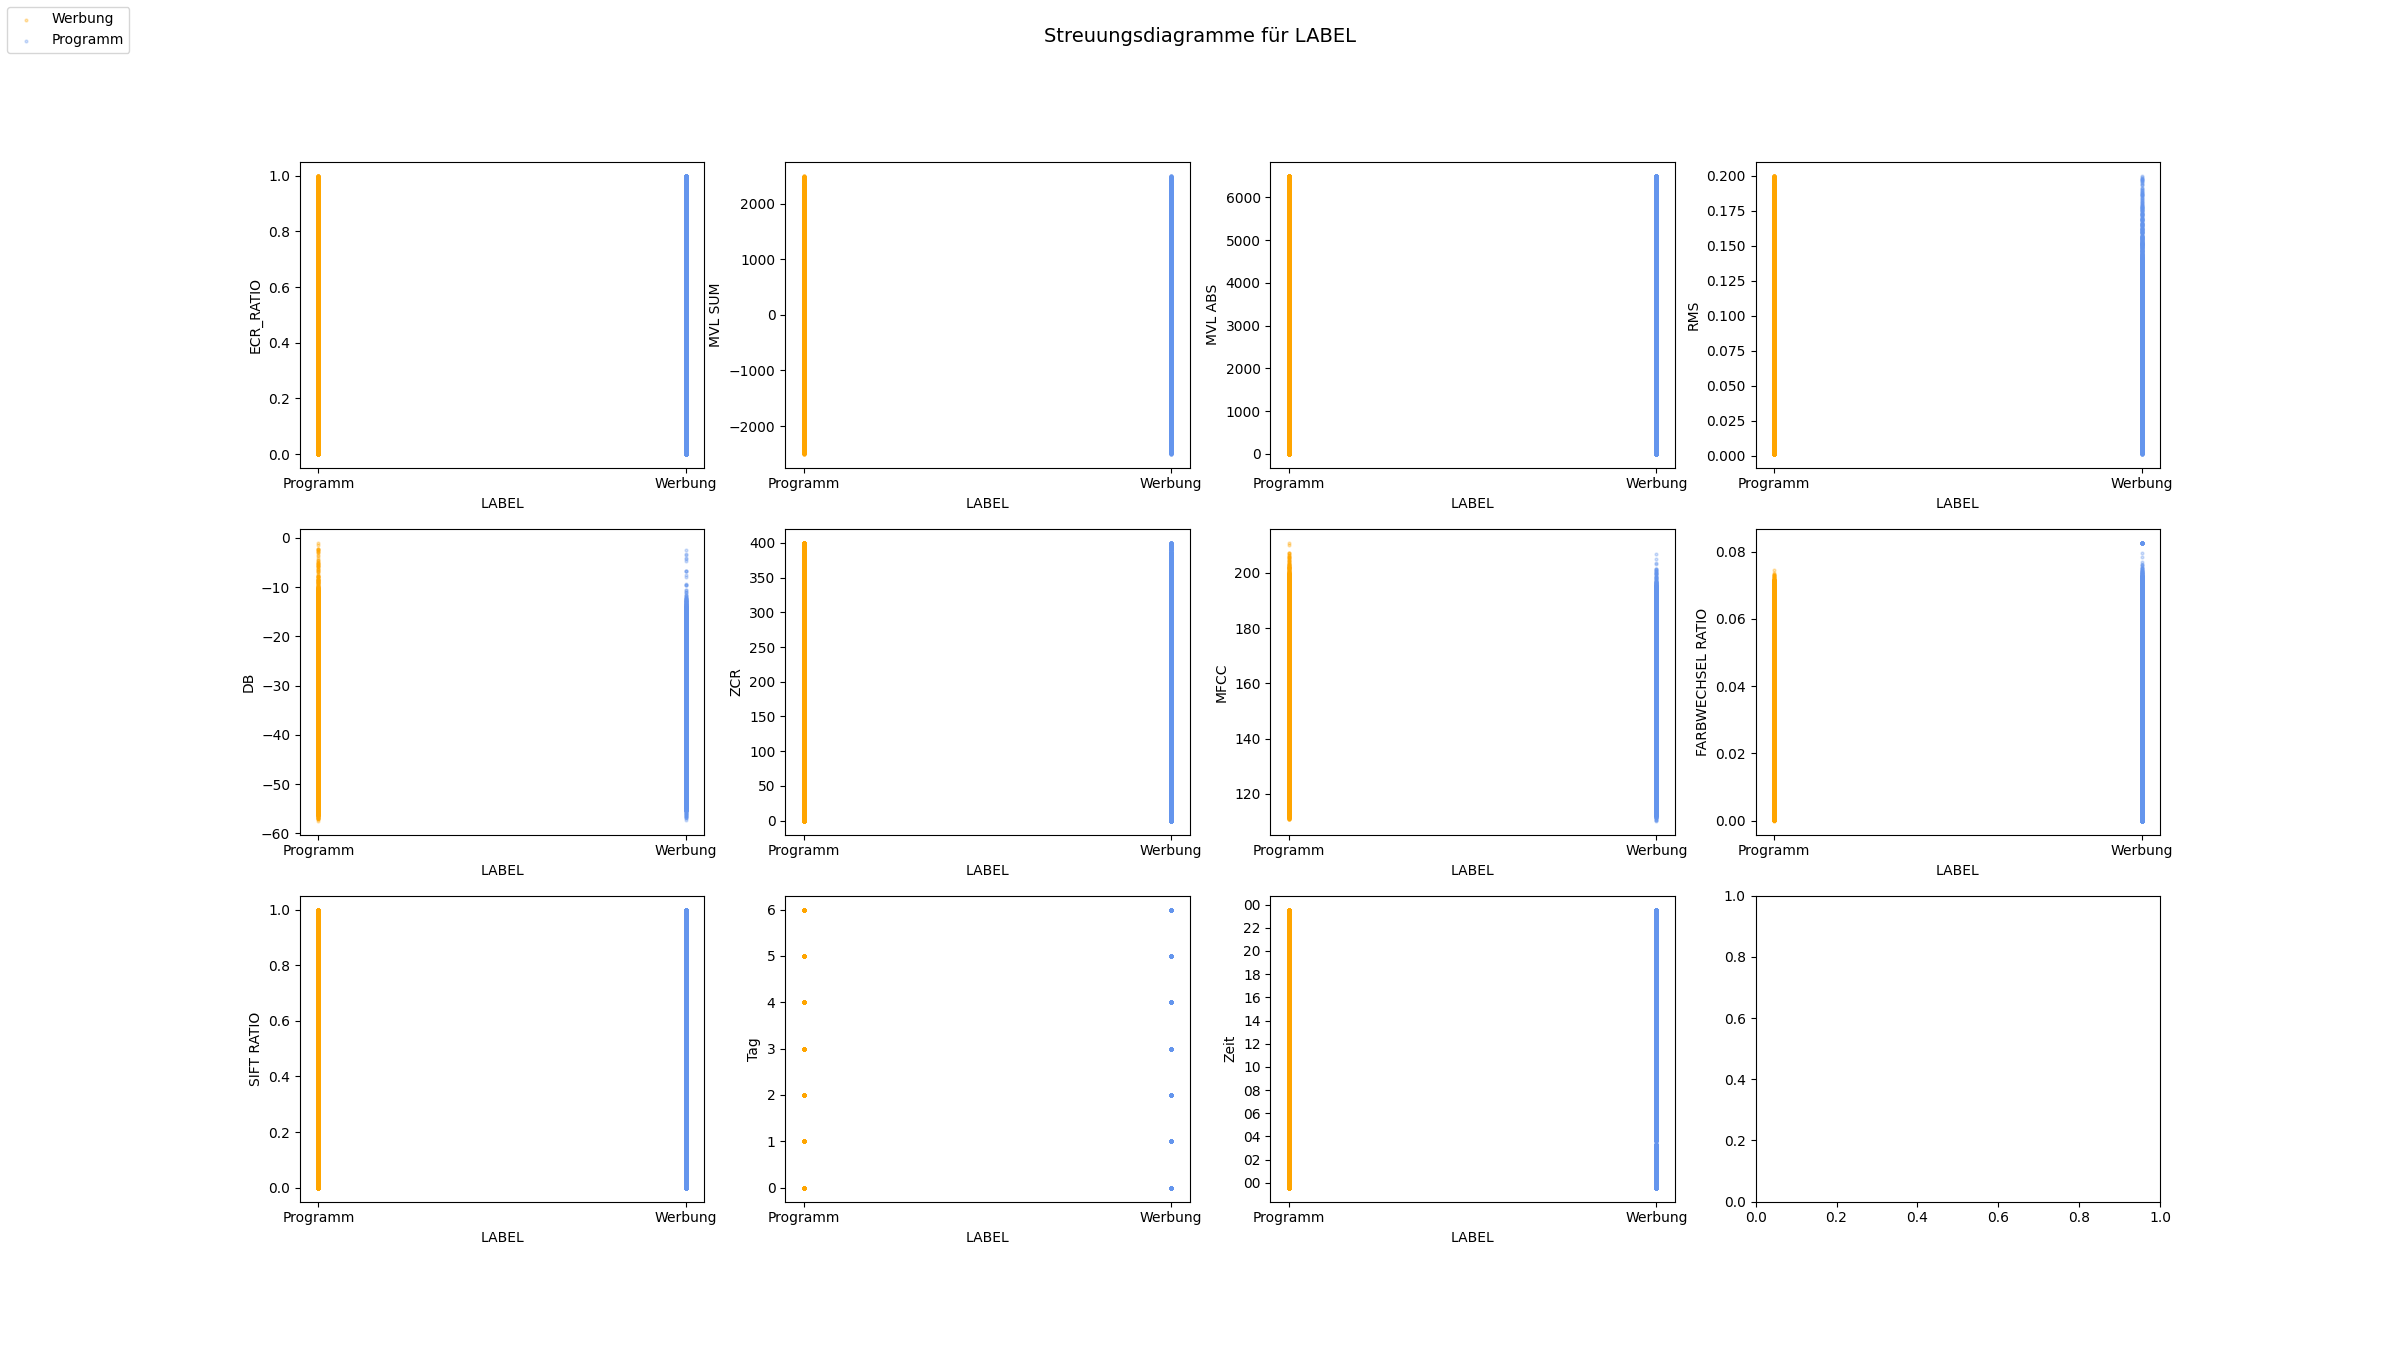 Werbung
Programm
Streuungsdiagramme für LABEL
ECR_RATIO
1.0
0.8
0.6
0.4
0.2
0.0
Programm Werbung
LABEL
MVL SUM
2000
1000
0
−1000
−2000
Programm Werbung
LABEL
MVL ABS
6000
5000
4000
3000
2000
1000
0
Programm Werbung
LABEL
RMS
0.200
0.175
0.150
0.125
0.100
0.075
0.050
0.025
0.000
Programm Werbung
LABEL
DB
0
−10
−20
−30
−40
−50
−60
Programm Werbung
LABEL
ZCR
400
350
300
250
200
150
100
50
0
Programm Werbung
LABEL
MFCC
200
180
160
140
120
Programm Werbung
LABEL
FARBWECHSEL RATIO
0.08
0.06
0.04
0.02
0.00
Programm Werbung
LABEL
SIFT RATIO
1.0
0.8
0.6
0.4
0.2
0.0
Programm Werbung
LABEL
Tag
6
5
4
3
2
1
0
Programm Werbung
LABEL
Zeit
00
22
20
18
16
14
12
10
08
06
04
02
00
Programm Werbung
LABEL
1.0
0.8
0.6
0.4
0.2
0.0
0.0 0.2 0.4 0.6 0.8 1.0